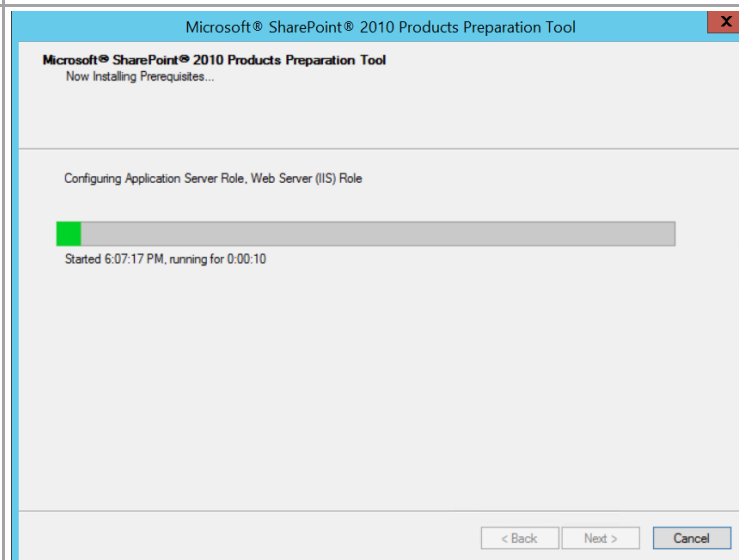 Microsoft® SharePoint® 2010 Products Preparation Tool
X
Microsoft® SharePoint® 2010 Products Preparation Tool
Now Installing Prerequisites...
Configuring Application Server Role, Web Server (IIS) Role
Started 6:07:17 PM, running for 0:00:10
< Back Next > Cancel